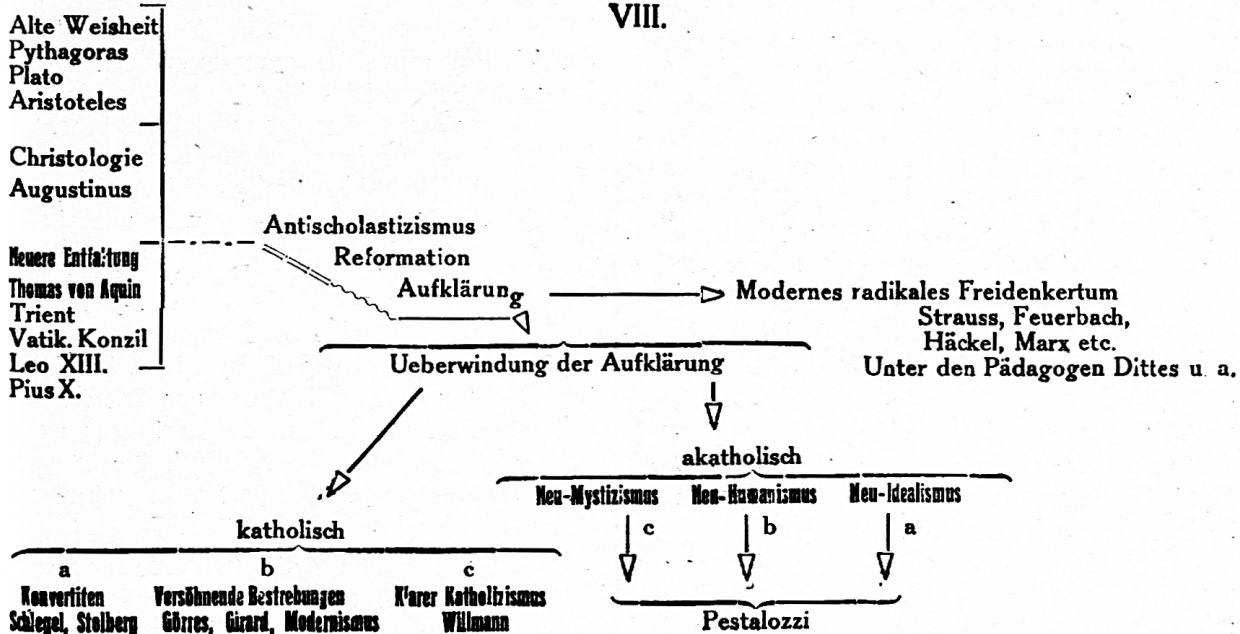 VIII.
Alte Weisheit
Pythagoras
Plato
Aristoteles
Christologie
Augustinus
Neuere Entfaltung
Thomas von Aquin
Trient
Vatik. Konzil
Leo XIII.
Pius X.
Antischolastizismus
Reformation
Aufklärung
Modernes radikales Freidenkertum
Strauss, Feuerbach,
Häckel, Marx etc.
Unter den Pädagogen Dittes u. a.
Ueberwindung der Aufklärung
akatholisch
Neu-Mystizismus Neu-Humanismus Neu-Idealismus
c b a
Pestalozzi
katholisch
a b c
Konvertiten Versöhnende Bestrebungen Klarer Katholizismus
Schlegel, Stolberg Görres, Girard, Modernismus Willmann